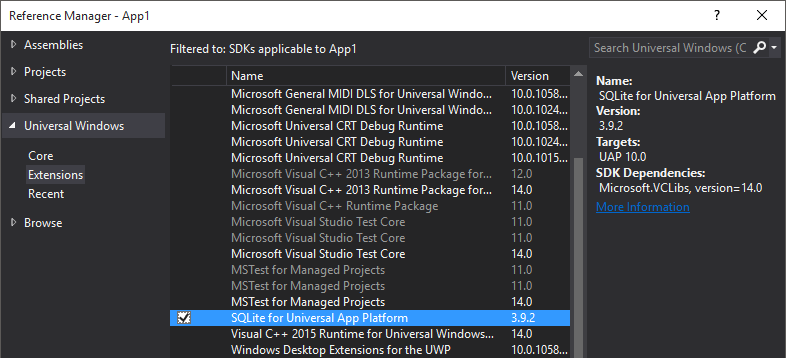 Reference Manager - App1
?
Assemblies
Projects
Shared Projects
Universal Windows
Core
Extensions
Recent
Browse
Filtered to: SDKs applicable to App1
Name Version
Microsoft General MIDI DLS for Universal Windo... 10.0.1058...
Microsoft General MIDI DLS for Universal Windo... 10.0.1024...
Microsoft Universal CRT Debug Runtime 10.0.1058...
Microsoft Universal CRT Debug Runtime 10.0.1024...
Microsoft Universal CRT Debug Runtime 10.0.1015...
Microsoft Visual C++ 2013 Runtime Package for... 12.0
Microsoft Visual C++ 2013 Runtime Package for... 14.0
Microsoft Visual C++ Runtime Package 11.0
Microsoft Visual Studio Test Core 11.0
Microsoft Visual Studio Test Core 11.0
Microsoft Visual Studio Test Core 14.0
MSTest for Managed Projects 11.0
MSTest for Managed Projects 11.0
MSTest for Managed Projects 14.0
SQLite for Universal App Platform 3.9.2
Visual C++ 2015 Runtime for Universal Windows... 14.0
Windows Desktop Extensions for the UWP 10.0.1058...
Search Universal Windows (C
Name:
SQLite for Universal App Platform
Version:
3.9.2
Targets:
UAP 10.0
SDK Dependencies:
Microsoft.VCLibs, version=14.0
More Information